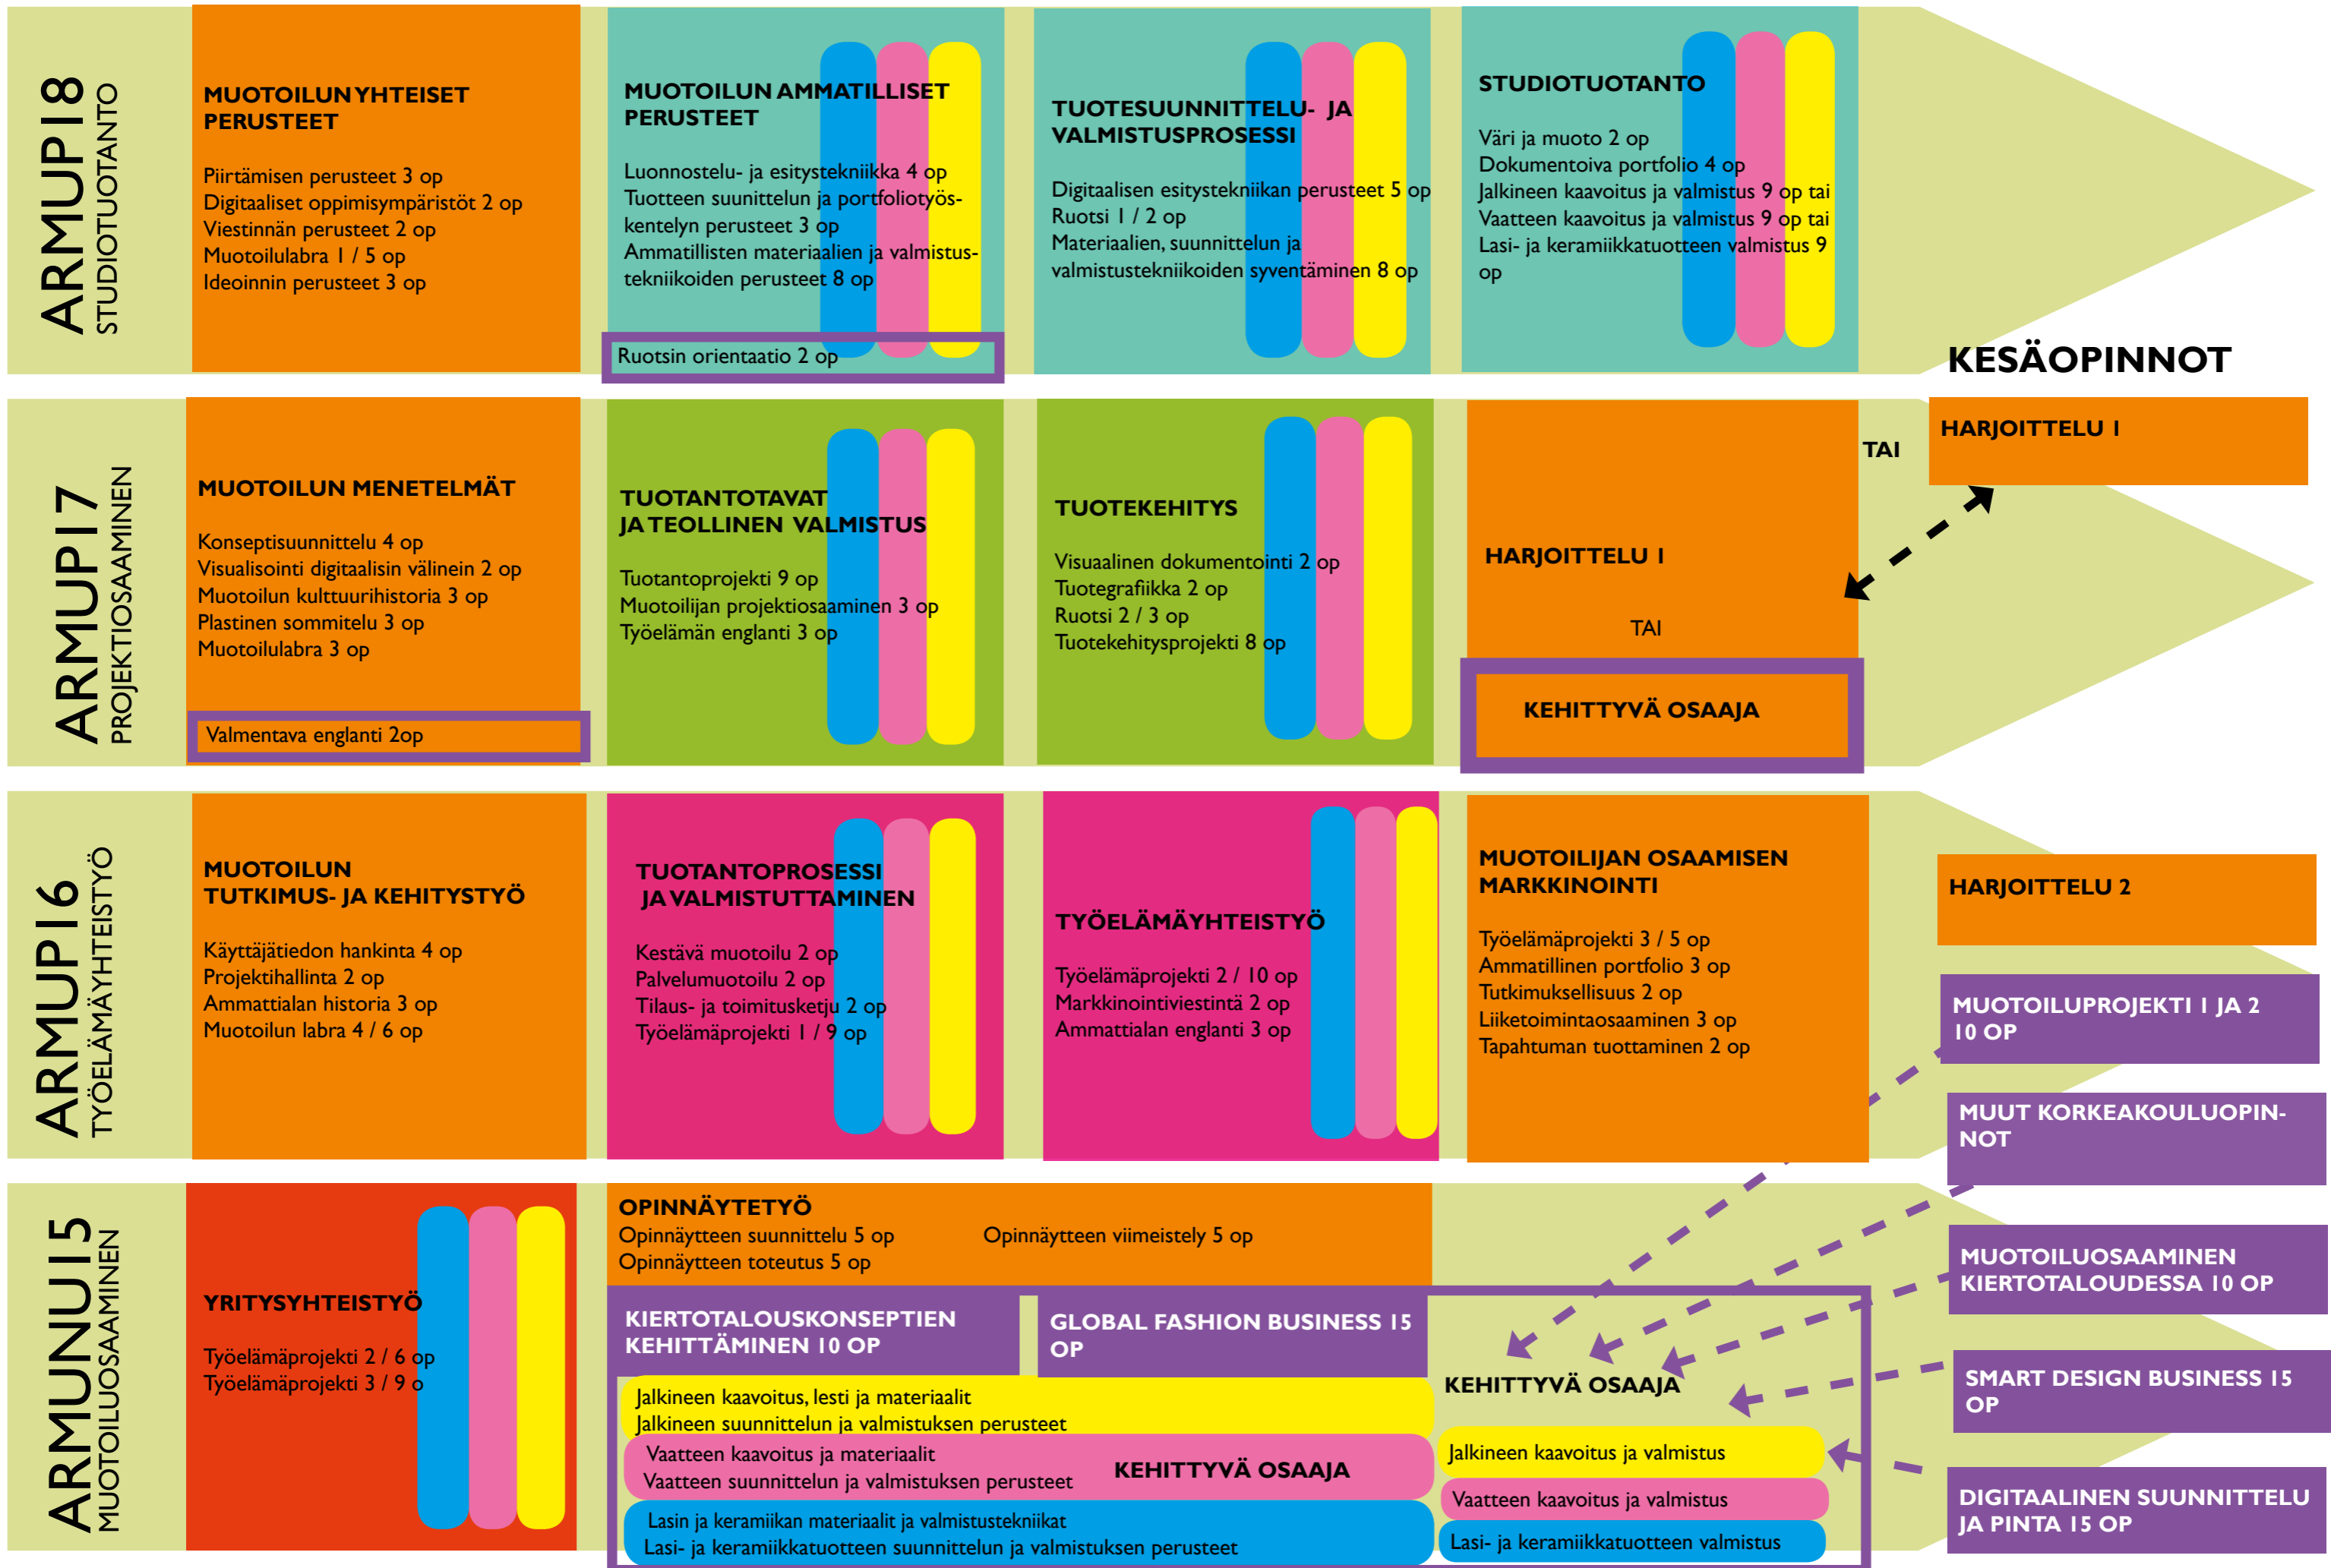 ARMUP18
STUDIOTUOTANTO
MUOTOILUN YHTEISET
PERUSTEET
Piirtämisen perusteet 3 op
Digitaaliset oppimisympäristöt 2 op
Viestinnän perusteet 2 op
Muotoilulabra 1 / 5 op
Ideoinnin perusteet 3 op
MUOTOILUN AMMATILLISET
PERUSTEET
Luonnostelu- ja esitystekniikka 4 op
Tuotteen suunnittelun ja portfoliotyös-
kentelyn perusteet 3 op
Ammatillisten materiaalien ja valmistus-
tekniikoiden perusteet 8 op
Ruotsin orientaatio 2 op
TUOTESUUNNITTELU- JA
VALMISTUSPROSESSI
Digitaalisen esitystekniikan perusteet 5 op
Ruotsi 1 / 2 op
Materiaalien, suunnittelun ja
valmistustekniikoiden syventäminen 8 op
STUDIOTUOTANTO
Väri ja muoto 2 op
Dokumentoiva portfolio 4 op
Jalkineen kaavoitus ja valmistus 9 op tai
Vaatteen kaavoitus ja valmistus 9 op tai
Lasi- ja keramiikkatuotteen valmistus 9
op
KESÄOPINNOT
ARMUP17
PROJEKTIOSAAMINEN
MUOTOILUN MENETELMÄT
Konseptisuunnittelu 4 op
Visualisointi digitaalisin välinein 2 op
Muotoilun kulttuurihistoria 3 op
Plastinen sommitelu 3 op
Muotoilulabra 3 op
Valmentava englanti 2op
TUOTANTOTAVAT
JA TEOLLINEN VALMISTUS
Tuotantoprojekti 9 op
Muotoilijan projektiosaaminen 3 op
Työelämän englanti 3 op
TUOTEKEHITYS
Visuaalinen dokumentointi 2 op
Tuotegrafiikka 2 op
Ruotsi 2 / 3 op
Tuotekehitysprojekti 8 op
HARJOITTELU 1
TAI
KEHITTYVÄ OSAAJA
TAI
HARJOITTELU 1
ARMUP16
TYÖELÄMÄYHTEISTYÖ
MUOTOILUN
TUTKIMUS- JA KEHITYSTYÖ
Käyttäjätiedon hankinta 4 op
Projektihallinta 2 op
Ammattialan historia 3 op
Muotoilun labra 4 / 6 op
TUOTANTOPROSESSI
JA VALMISTUTTAMINEN
Kestävä muotoilu 2 op
Palvelumuotoilu 2 op
Tilaus- ja toimitusketju 2 op
Työelämäprojekti 1 / 9 op
TYÖELÄMÄYHTEISTYÖ
Työelämäprojekti 2 / 10 op
Markkinointiviestintä 2 op
Ammattialan englanti 3 op
MUOTOILIJAN OSAAMISEN
MARKKINOINTI
Työelämäprojekti 3 / 5 op
Ammatillinen portfolio 3 op
Tutkimuksellisuus 2 op
Liiketoimintaosaaminen 3 op
Tapahtuman tuottaminen 2 op
HARJOITTELU 2
MUOTOILUPROJEKTI 1 JA 2
10 OP
MUUT KORKEAKOULUOPIN-
NOT
ARMUNU15
MUOTOILUOSAAMINEN
YRITYSYHTEISTYÖ
Työelämäprojekti 2 / 6 op
Työelämäprojekti 3 / 9 o
OPINNÄYTETYÖ
Opinnäytteen suunnittelu 5 op
Opinnäytteen toteutus 5 op
Opinnäytteen viimeistely 5 op
KIERTOTALOUSKONSEPTIEN
KEHITTÄMINEN 10 OP
GLOBAL FASHION BUSINESS 15
OP
Jalkineen kaavoitus, lesti ja materiaalit
Jalkineen suunnittelun ja valmistuksen perusteet
Vaatteen kaavoitus ja materiaalit
Vaatteen suunnittelun ja valmistuksen perusteet
KEHITTYVÄ OSAAJA
Lasin ja keramiikan materiaalit ja valmistustekniikat
Lasi- ja keramiikkatuotteen suunnittelun ja valmistuksen perusteet
KEHITTYVÄ OSAAJA
Jalkineen kaavoitus ja valmistus
Vaatteen kaavoitus ja valmistus
Lasi- ja keramiikkatuotteen valmistus
MUOTOILUOSAAMINEN
KIERTOTALOUDESSA 10 OP
SMART DESIGN BUSINESS 15
OP
DIGITAALINEN SUUNNITTELU
JA PINTA 15 OP